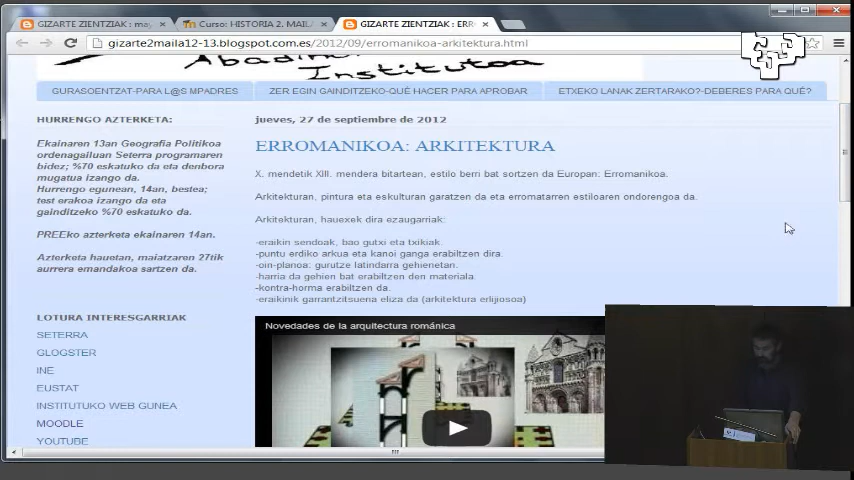 GIZARTE ZIENTZIAK : ma
Curso: HISTORIA 2. MAILA
GIZARTE ZIENTZIAK : ERR
gizarte2maila12-13.blogspot.com.es/2012/09/erromanikoa-arkitektura.html
Abadiñ
Institutoa
GURASOENTZAT-PARA L@S MPADRES
ZER EGIN GAINDITZEKO-QUÉ HACER PARA APROBAR
ETXEKO LANAK ZERTARAKO?-DEBERES PARA QUÉ?
HURRENGO AZTERKETA:
Ekainaren 13an Geografia Politikoa
ordenagailuan Seterra programaren
bidez; %70 eskatuko da eta denbora
mugatua izango da.
Hurrengo egunean, 14an, bestea;
test erakoa izango da eta
gainditzeko %70 eskatuko da.
PREEko azterketa ekainaren 14an.
Azterketa hauetan, maiatzaren 27tik
aurrera emandakoa sartzen da.
LOTURA INTERESGARRIAK
SETERRA
GLOGSTER
INE
EUSTAT
INSTITUTUKO WEB GUNEA
MOODLE
YOUTUBE
jueves, 27 de septiembre de 2012
ERROMANIKOA: ARKITEKTURA
X. mendetik XIII. mendera bitartean, estilo berri bat sortzen da Europan: Erromanikoa.
Arkitekturan, pintura eta eskulturan garatzen da eta erromatarren estiloaren ondorengoa da.
Arkitekturan, hauexek dira ezaugarriak:
-eraikin sendoak, bao gutxi eta txikiak.
-puntu erdiko arkua eta kanoi ganga erabiltzen dira.
-oin-planoa: gurutze latindarra gehienetan.
-harria da gehien bat erabiltzen den materiala.
-kontra-horma erabiltzen da.
-eraikinik garrantzitsuena eliza da (arkitektura erlijiosoa)
Novedades de la arquitectura románica